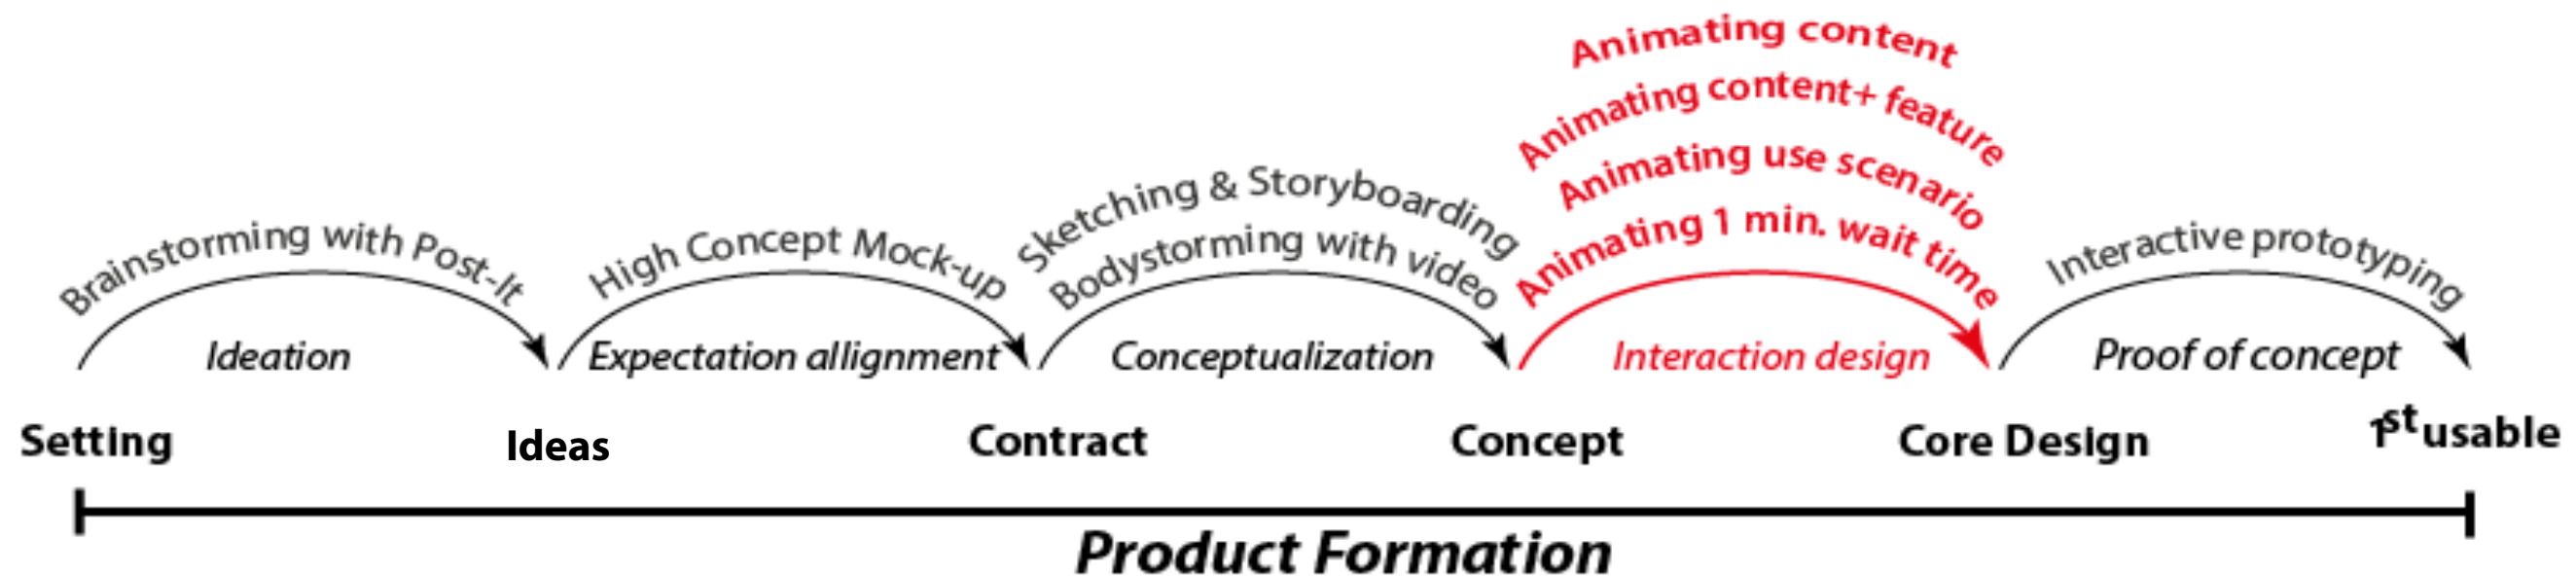 Animating content
Animating content+ feature
Animating use scenario
Animating 1 min. wait time
Sketching & Storyboarding
Bodystorming with video
Brainstorming with Post-It
High Concept Mock-up
Interactive prototyping
Ideation
Expectation allignment
Conceptualization
Interaction design
Proof of concept
Setting
Ideas
Contract
Concept
Core Design
1st usable
Product Formation